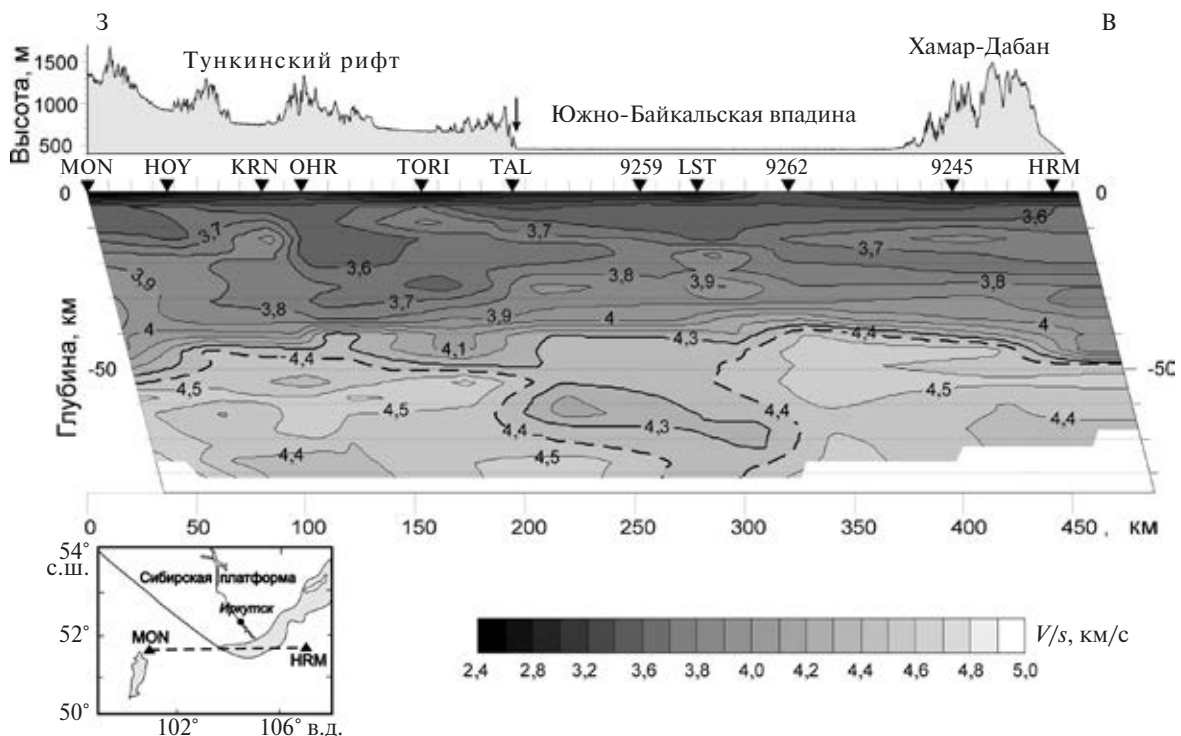 З В
Высота, м
1500
1000
500
Тункинский рифт
Хамар-Дабан
Южно-Байкальская впадина
MON HOY KRN OHR TORI TAL 9259 LST 9262 9245 HRM
0 0
-50 -50
Глубина, км
3,7 3,7 3,6
3,6 3,7
3,9 3,8 3,9 3,8
3,8 3,7 3,9 4 4
4 4,1 4,3 4,4
4,4
4,5 4,5 4,5
4,4 4,3 4,4 4,4
4,4 4,5
0 50 100 150 200 250 300 350 400 450 , км
54°
с.ш.
52°
50°
Сибирская платформа
Иркутск
MON
HRM
102° 106° в.д.
V/s, км/с
2,4 2,8 3,2 3,6 4,0 4,2 4,4 4,6 4,8 5,0